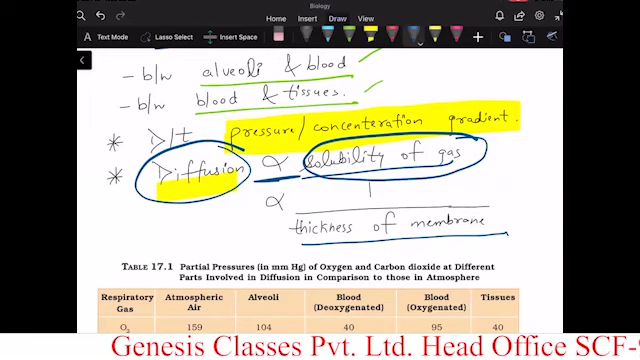 Biology
Home Insert Draw View
Text Mode Lasso Select Insert Space
- b/w alveoli & blood
- b/w blood & tissues.
* D/t pressure/concenteration gradient.
* Diffusion ∝ solubility of gas
∝ 1
thickness of membrane
TABLE 17.1 Partial Pressures (in mm Hg) of Oxygen and Carbon dioxide at Different
Parts Involved in Diffusion in Comparison to those in Atmosphere
Respiratory Gas Atmospheric Air Alveoli Blood (Deoxygenated) Blood (Oxygenated) Tissues
O2 159 104 40 95 40
Genesis Classes Pvt. Ltd. Head Office SCF-